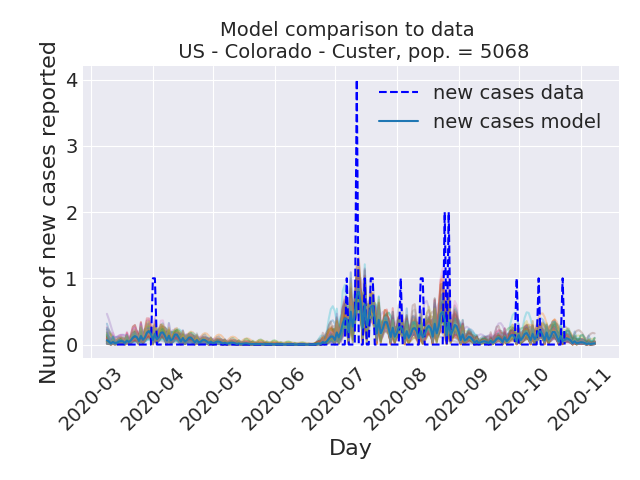 Model comparison to data
US - Colorado - Custer, pop. = 5068
Number of new cases reported
4
3
2
1
0
new cases data
new cases model
2020-03
2020-04
2020-05
2020-06
2020-07
2020-08
2020-09
2020-10
2020-11
Day